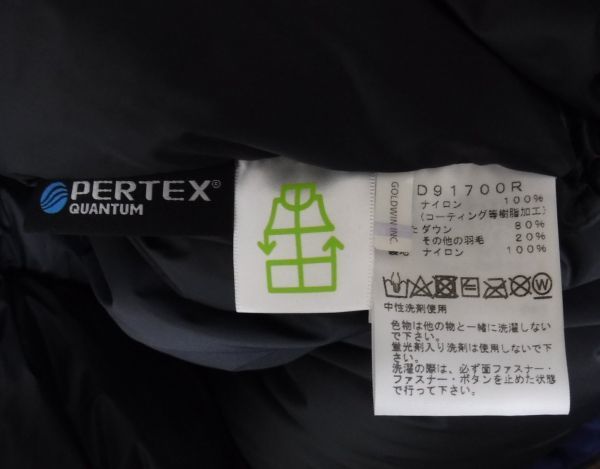 PERTEX®
QUANTUM
GOLDWIN INC.
D91700R
ナイロン 100%
(コーティング等樹脂加工)
たダウン 80%
その他の羽毛 20%
ナイロン 100%
中性洗剤使用
色物は他の物と一緒に洗濯しない
で下さい。
蛍光剤入り洗剤は使用しないで下
さい。
洗濯の際は、必ず面ファスナー・
ファスナー・ボタンを止めた状態
で行って下さい。